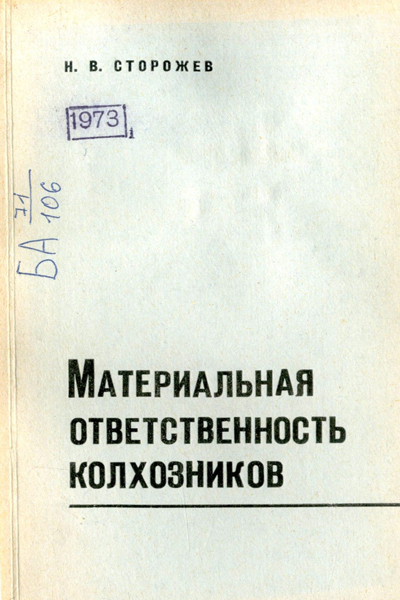 Н. В. СТОРОЖЕВ
1973
БА 71
106
МАТЕРИАЛЬНАЯ
ОТВЕТСТВЕННОСТЬ
КОЛХОЗНИКОВ